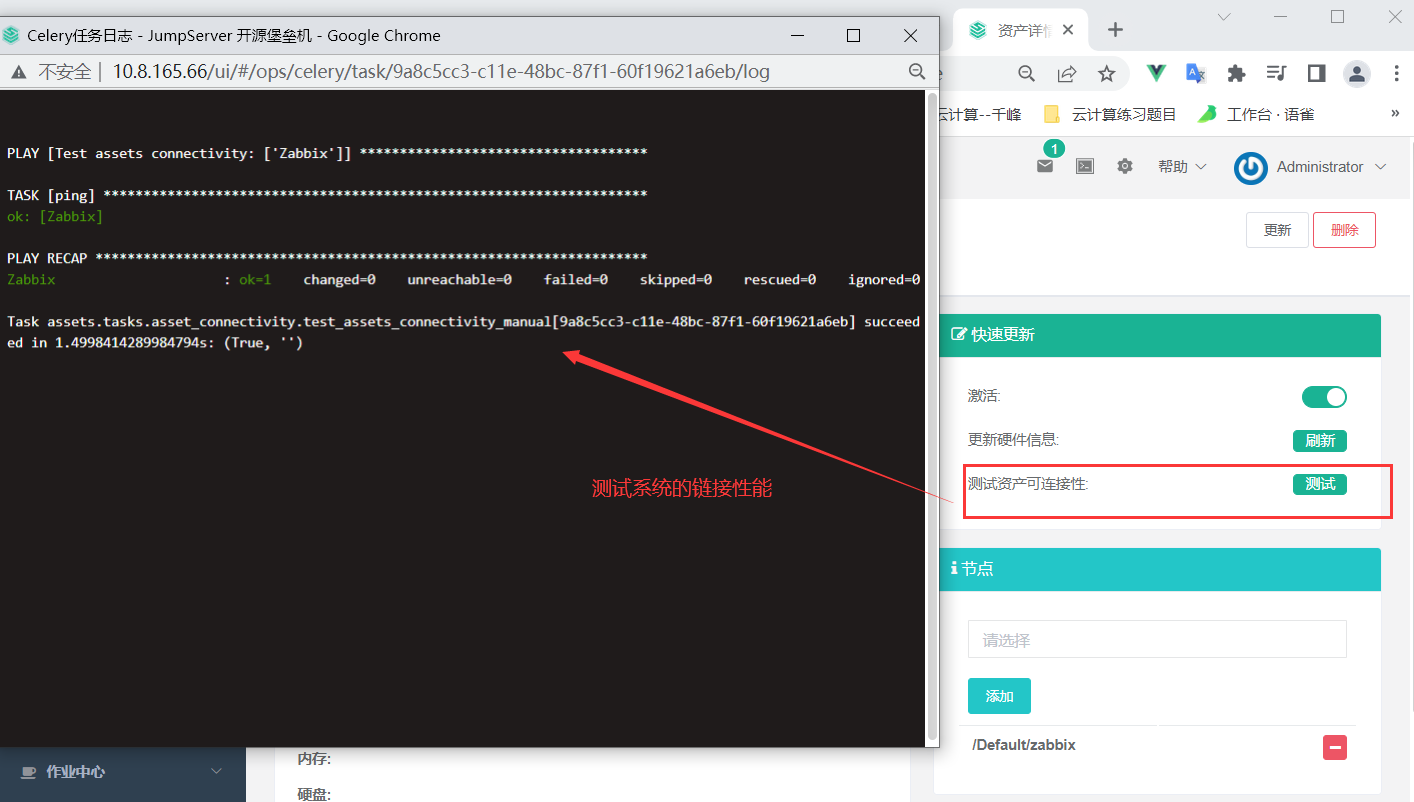 Celery任务日志 - JumpServer 开源堡垒机 - Google Chrome
不安全 | 10.8.165.66/ui/#/ops/celery/task/9a8c5cc3-c11e-48bc-87f1-60f19621a6eb/log
PLAY [Test assets connectivity: ['Zabbix']] ************************************
TASK [ping] ********************************************************************
ok: [Zabbix]
PLAY RECAP *********************************************************************
Zabbix : ok=1 changed=0 unreachable=0 failed=0 skipped=0 rescued=0 ignored=0
Task assets.tasks.asset_connectivity.test_assets_connectivity_manual[9a8c5cc3-c11e-48bc-87f1-60f19621a6eb] succeed
ed in 1.4998414289984794s: (True, '')
测试系统的链接性能
资产详情
云计算--千峰
云计算练习题目
工作台 · 语雀
»
1
帮助
Administrator
更新
删除
快速更新
激活:
更新硬件信息:
刷新
测试资产可连接性:
测试
节点
请选择
添加
/Default/zabbix
作业中心
内存:
硬盘: